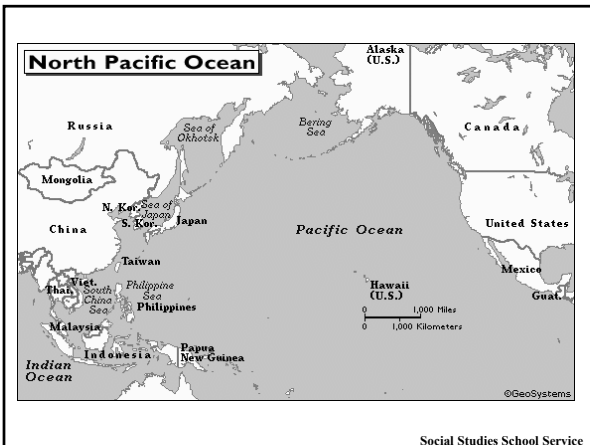 North Pacific Ocean
Alaska
(U.S.)
Russia
Sea of
Okhotsk
Bering
Sea
Canada
Mongolia
N. Kor.
Sea of
Japan
S. Kor.
Japan
China
Pacific Ocean
United States
Taiwan
Mexico
Viet.
Thai.
South
China
Sea
Philippine
Sea
Philippines
Hawaii
(U.S.)
Guat.
0 1,000 Miles
0 1,000 Kilometers
Malaysia
Indonesia
Papua
New Guinea
Indian
Ocean
©GeoSystems
Social Studies School Service